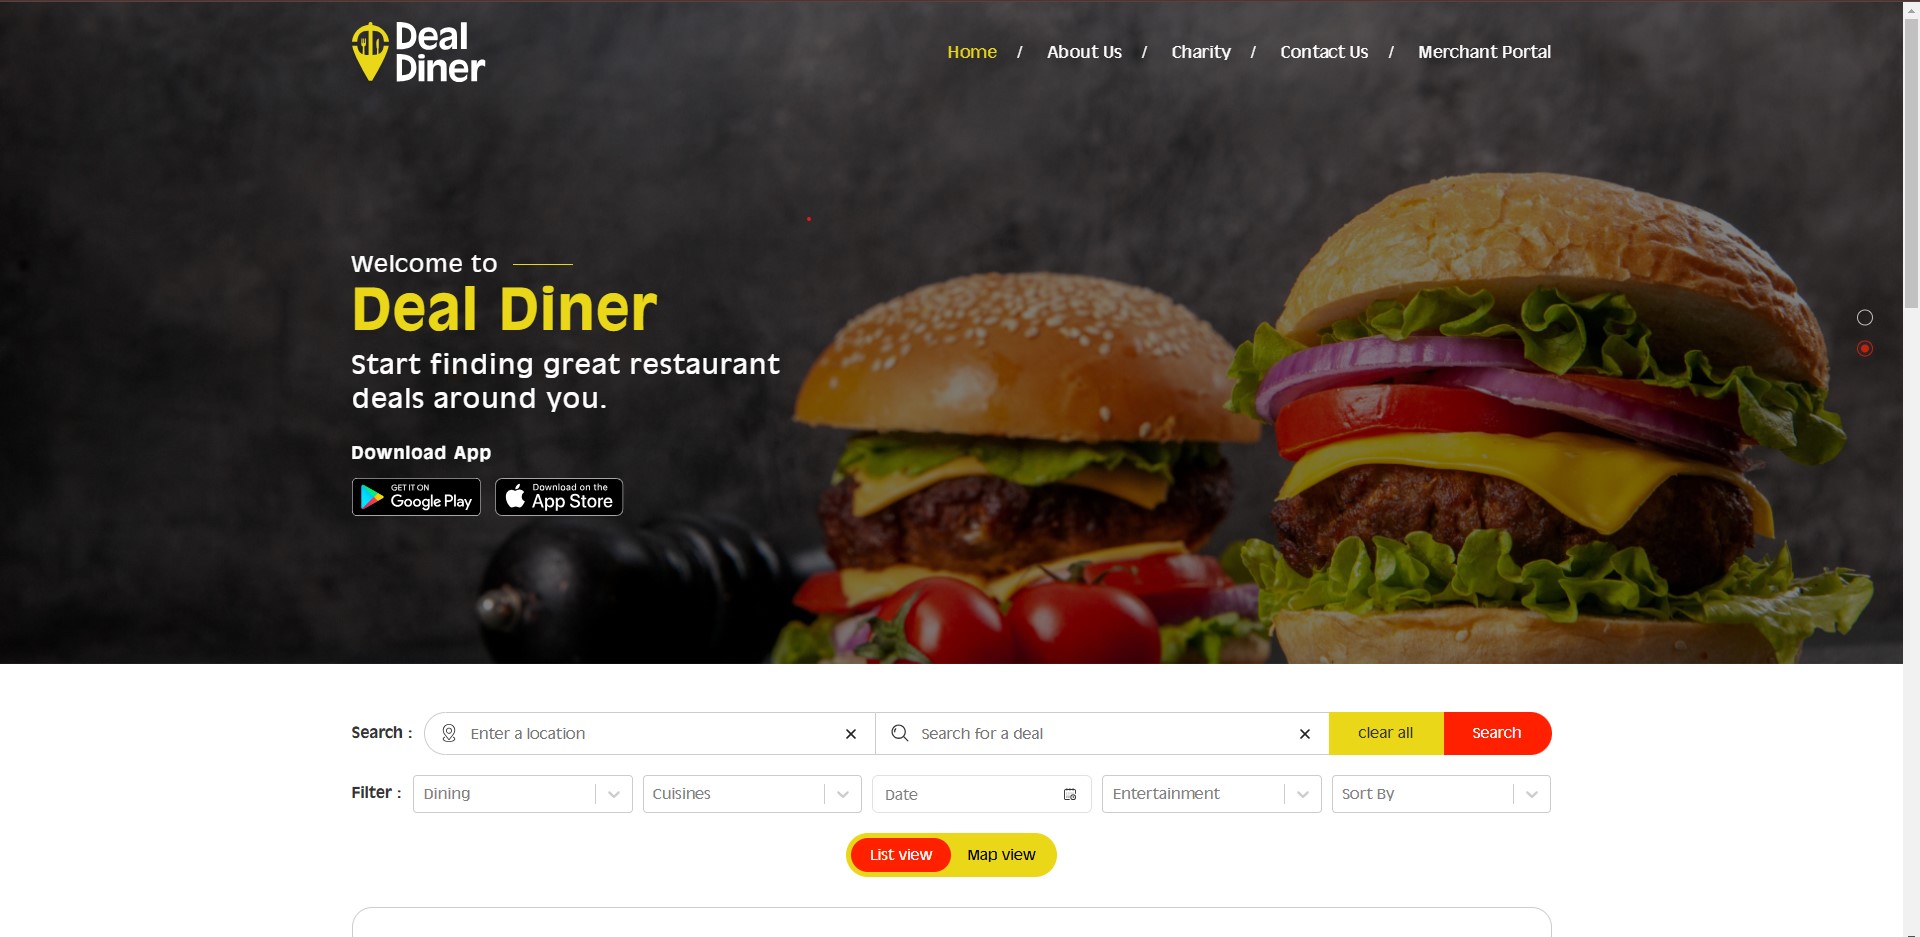 Deal
Diner
Home / About Us / Charity / Contact Us / Merchant Portal
Welcome to
Deal Diner
Start finding great restaurant
deals around you.
Download App
GET IT ON
Google Play
Download on the
App Store
Search : Enter a location Search for a deal clear all Search
Filter : Dining Cuisines Date Entertainment Sort By
List view Map view